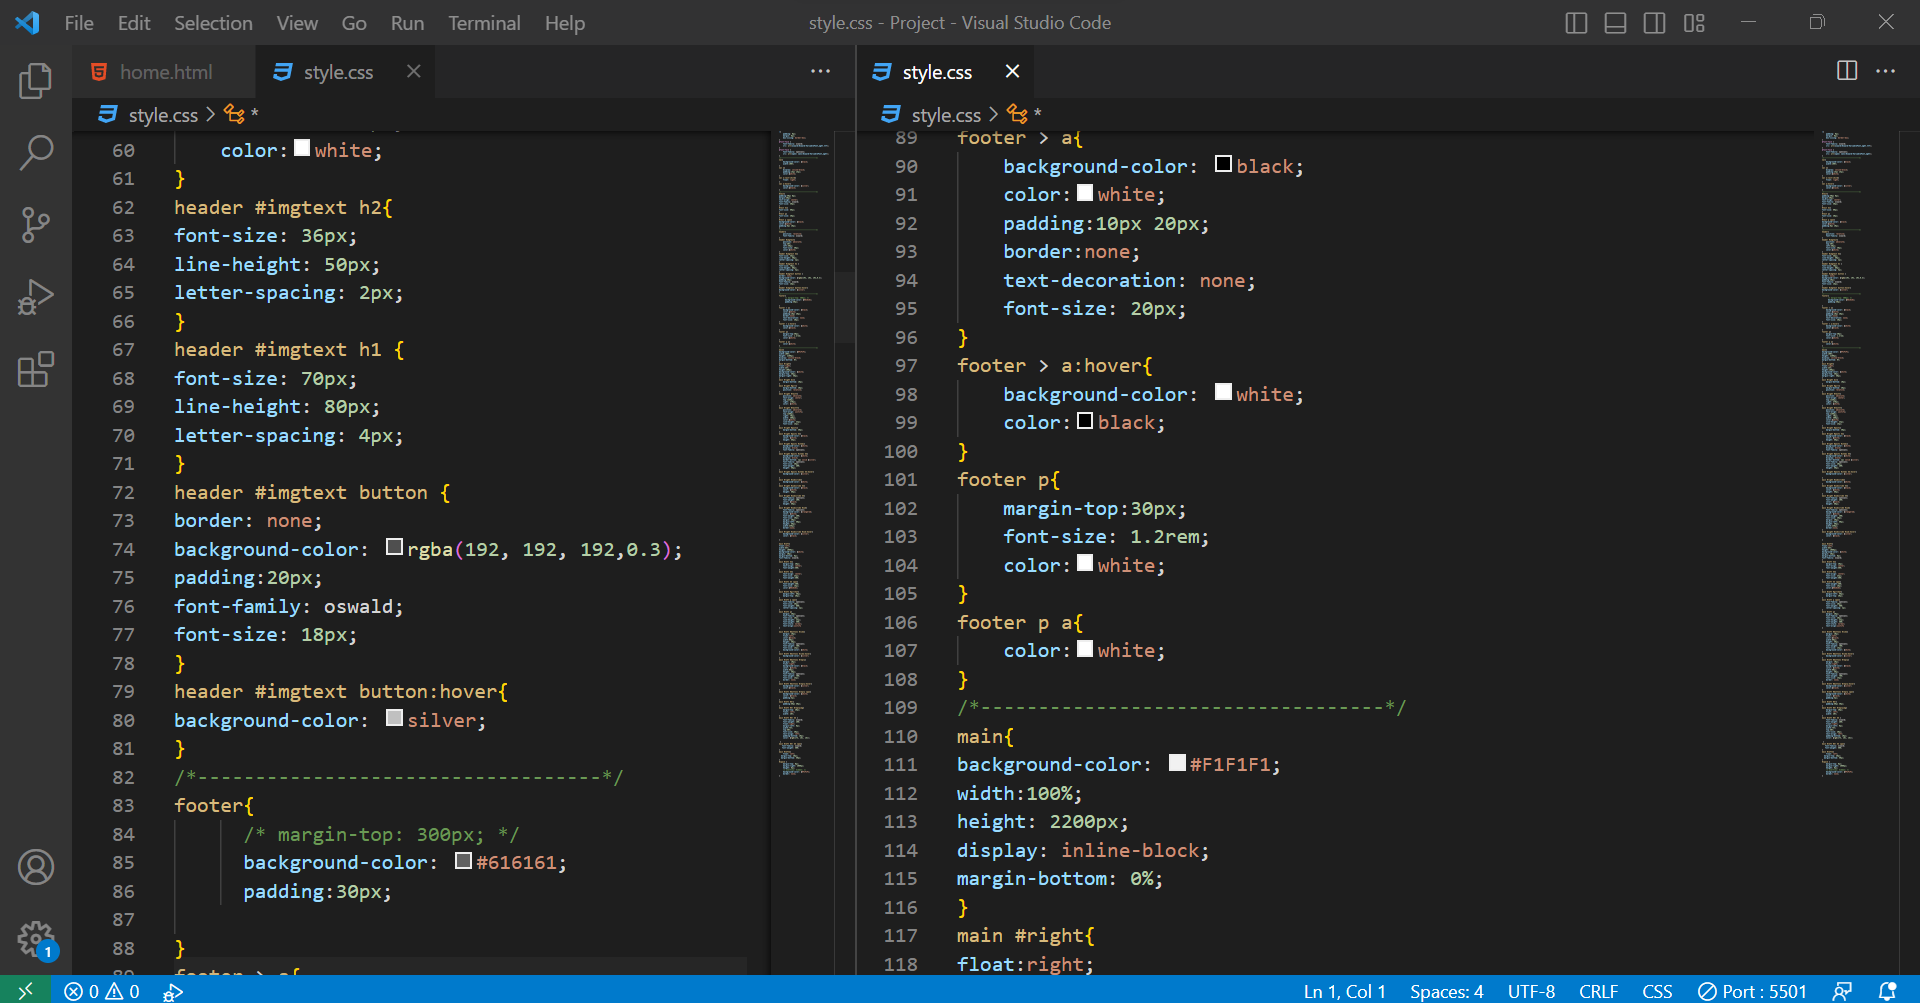 File Edit Selection View Go Run Terminal Help
style.css - Project - Visual Studio Code
home.html
style.css
style.css > *
60 color: white;
61 }
62 header #imgtext h2{
63 font-size: 36px;
64 line-height: 50px;
65 letter-spacing: 2px;
66 }
67 header #imgtext h1 {
68 font-size: 70px;
69 line-height: 80px;
70 letter-spacing: 4px;
71 }
72 header #imgtext button {
73 border: none;
74 background-color: rgba(192, 192, 192,0.3);
75 padding:20px;
76 font-family: oswald;
77 font-size: 18px;
78 }
79 header #imgtext button:hover{
80 background-color: silver;
81 }
82 /*-----------------------------------*/
83 footer{
84 /* margin-top: 300px; */
85 background-color: #616161;
86 padding:30px;
87
88 }
89 footer > a{
style.css
style.css > *
89 footer > a{
90 background-color: black;
91 color: white;
92 padding:10px 20px;
93 border:none;
94 text-decoration: none;
95 font-size: 20px;
96 }
97 footer > a:hover{
98 background-color: white;
99 color: black;
100 }
101 footer p{
102 margin-top:30px;
103 font-size: 1.2rem;
104 color: white;
105 }
106 footer p a{
107 color: white;
108 }
109 /*-----------------------------------*/
110 main{
111 background-color: #F1F1F1;
112 width:100%;
113 height: 2200px;
114 display: inline-block;
115 margin-bottom: 0%;
116 }
117 main #right{
118 float:right;
1
0 0
Ln 1, Col 1 Spaces: 4 UTF-8 CRLF CSS Port : 5501